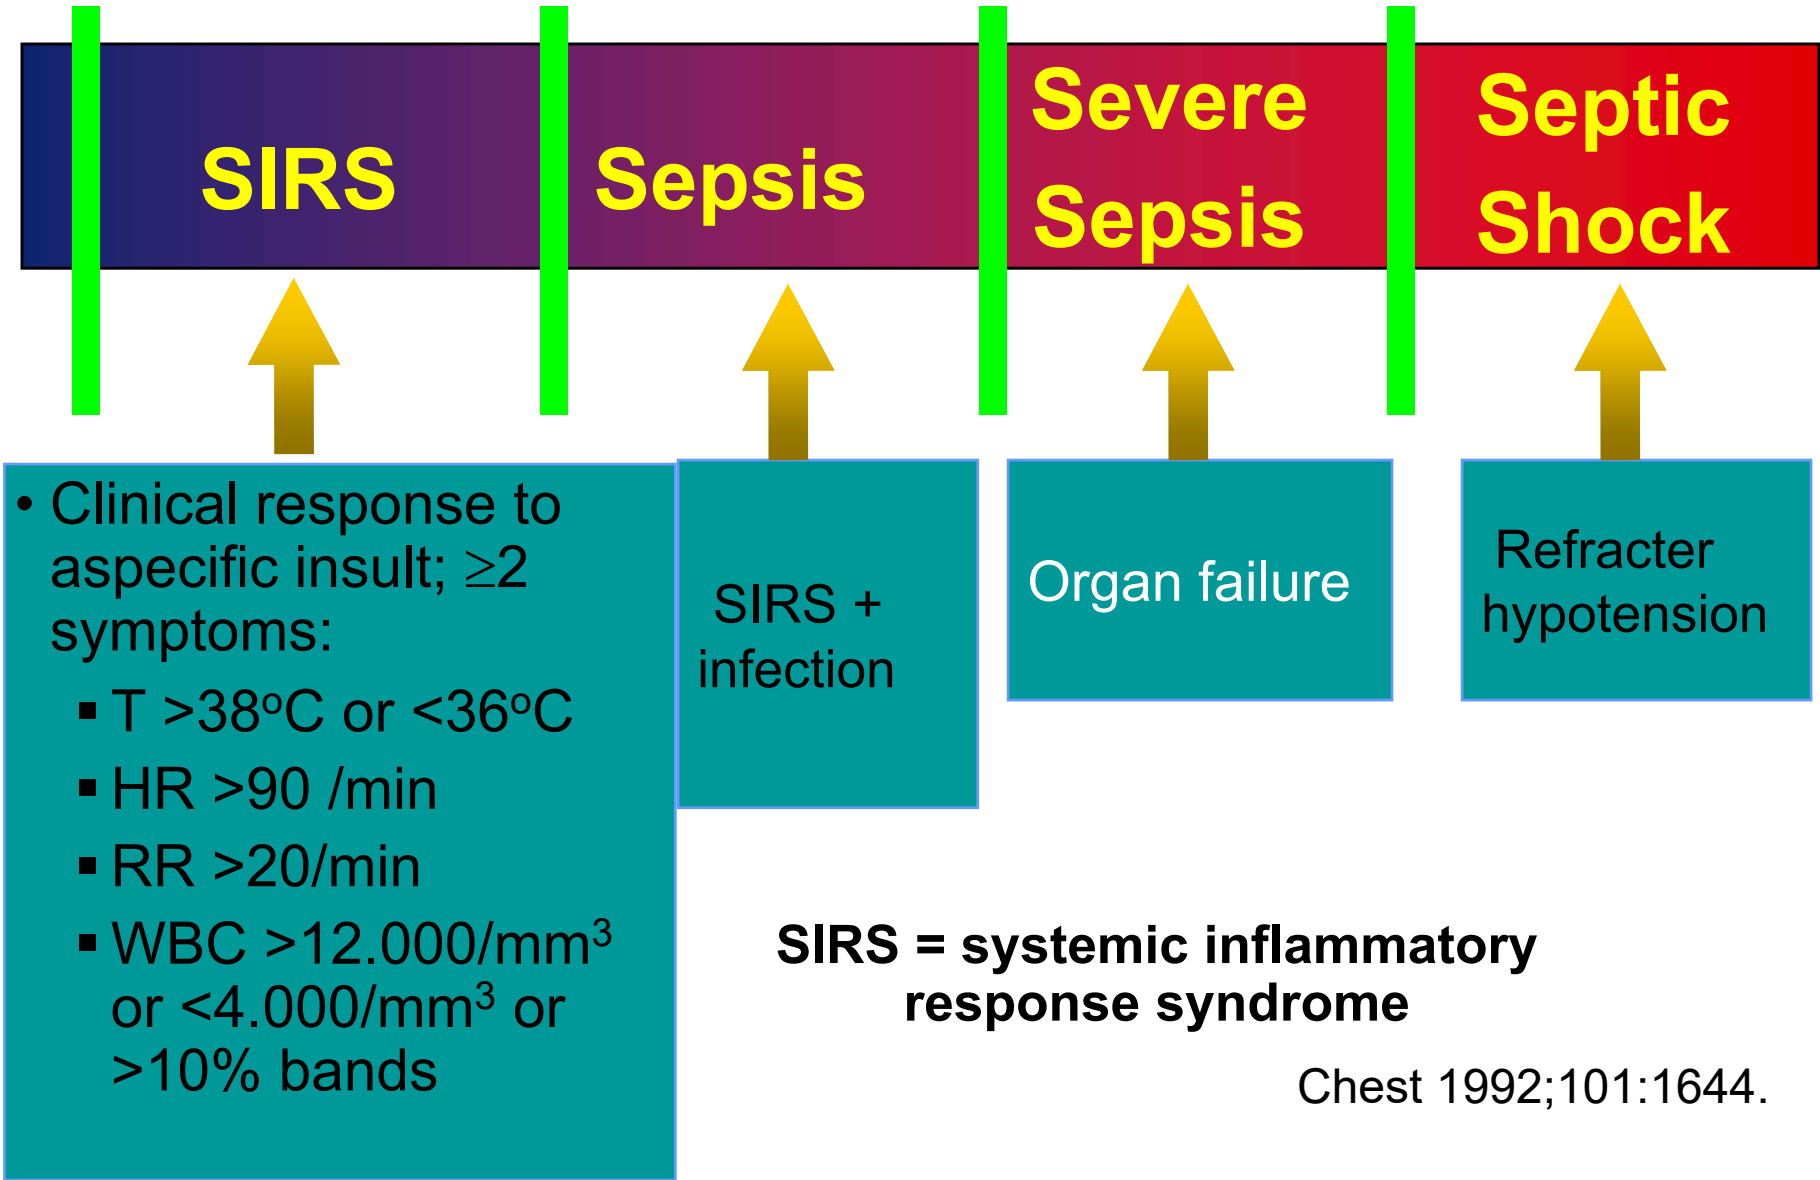 SIRS
Sepsis
Severe
Sepsis
Septic
Shock
• Clinical response to
aspecific insult; ≥2
symptoms:
▪ T >38°C or <36°C
▪ HR >90 /min
▪ RR >20/min
▪ WBC >12.000/mm³
or <4.000/mm³ or
>10% bands
SIRS +
infection
Organ failure
Refracter
hypotension
SIRS = systemic inflammatory
response syndrome
Chest 1992;101:1644.